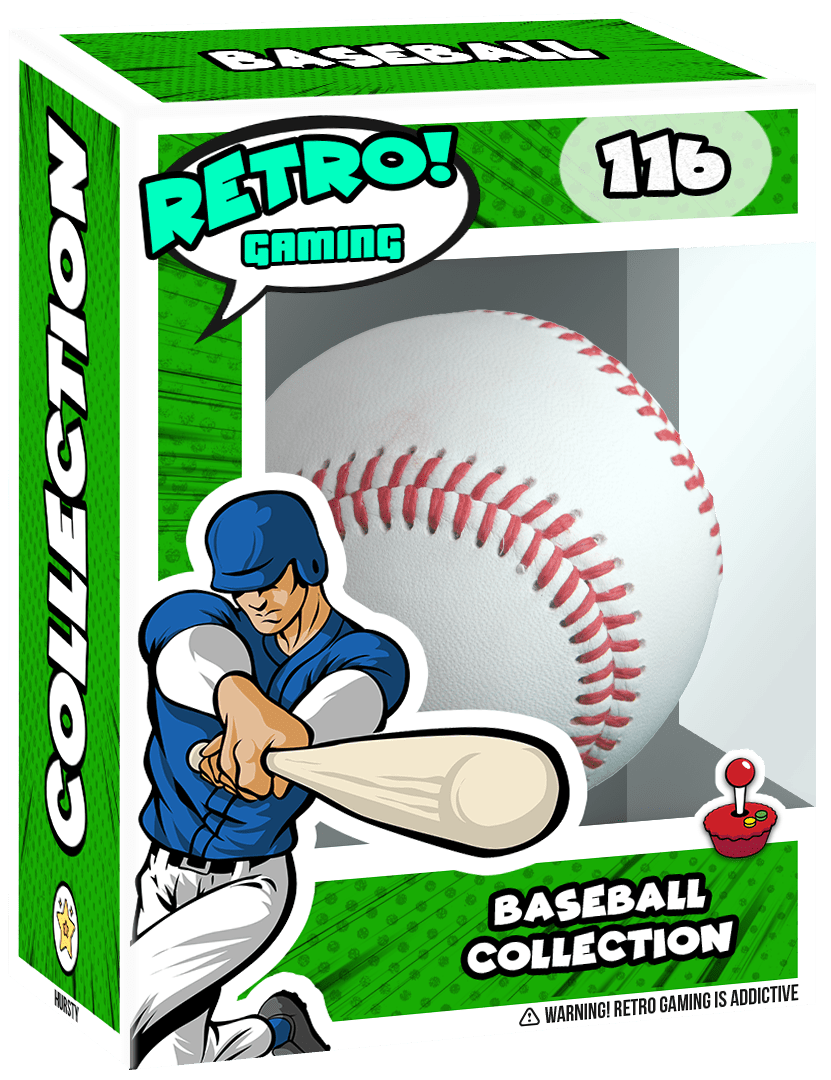 BASEBALL
RETRO!
GAMING
116
COLLECTION
BASEBALL
COLLECTION
HURSTY
⚠ WARNING! RETRO GAMING IS ADDICTIVE